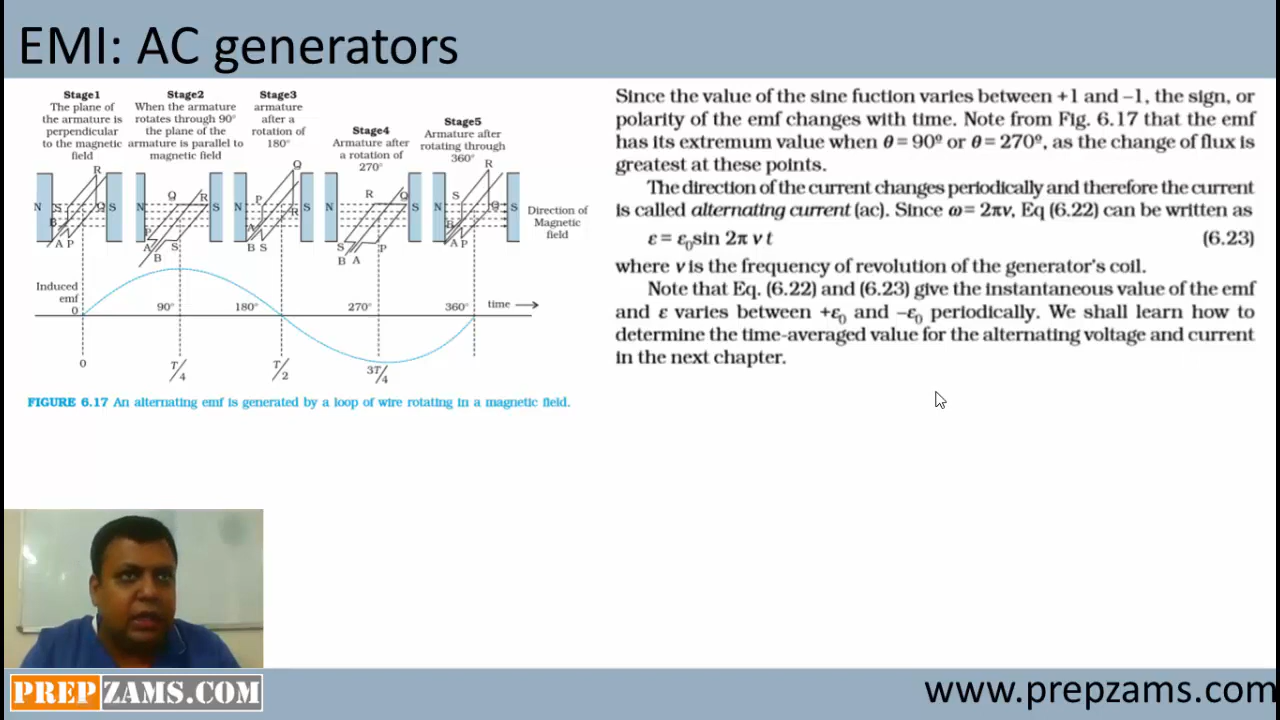 EMI: AC generators
Stage1
The plane of
the armature is
perpendicular
to the magnetic
field
Stage2
When the armature
rotates through 90°
the plane of the
armature is parallel to
magnetic field
Stage3
armature
after a
rotation of
180°
Stage4
Armature after
a rotation of
270°
Stage5
Armature after
rotating through
360°
N S R Q B A P
N Q R S P A S B
N P Q R S A B S
N R Q S S P B A
N S R Q S B A P
Direction of
Magnetic
field
Induced
emf
0
90° 180° 270° 360° time
0 T/4 T/2 3T/4
FIGURE 6.17 An alternating emf is generated by a loop of wire rotating in a magnetic field.
Since the value of the sine fuction varies between +1 and –1, the sign, or
polarity of the emf changes with time. Note from Fig. 6.17 that the emf
has its extremum value when θ = 90º or θ = 270º, as the change of flux is
greatest at these points.
The direction of the current changes periodically and therefore the current
is called alternating current (ac). Since ω = 2πν, Eq (6.22) can be written as
ε = ε₀sin 2π ν t (6.23)
where ν is the frequency of revolution of the generator's coil.
Note that Eq. (6.22) and (6.23) give the instantaneous value of the emf
and ε varies between +ε₀ and –ε₀ periodically. We shall learn how to
determine the time-averaged value for the alternating voltage and current
in the next chapter.
PREPZAMS.COM
www.prepzams.com